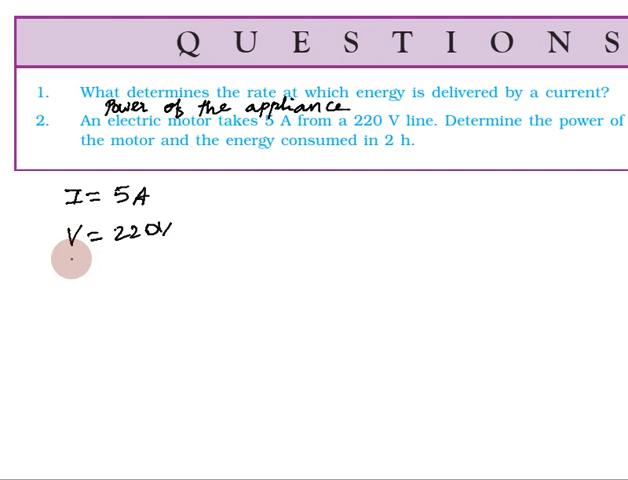 QUESTIONS
1. What determines the rate at which energy is delivered by a current?
Power of the appliance
2. An electric motor takes 5 A from a 220 V line. Determine the power of
the motor and the energy consumed in 2 h.
I = 5A
V = 220V